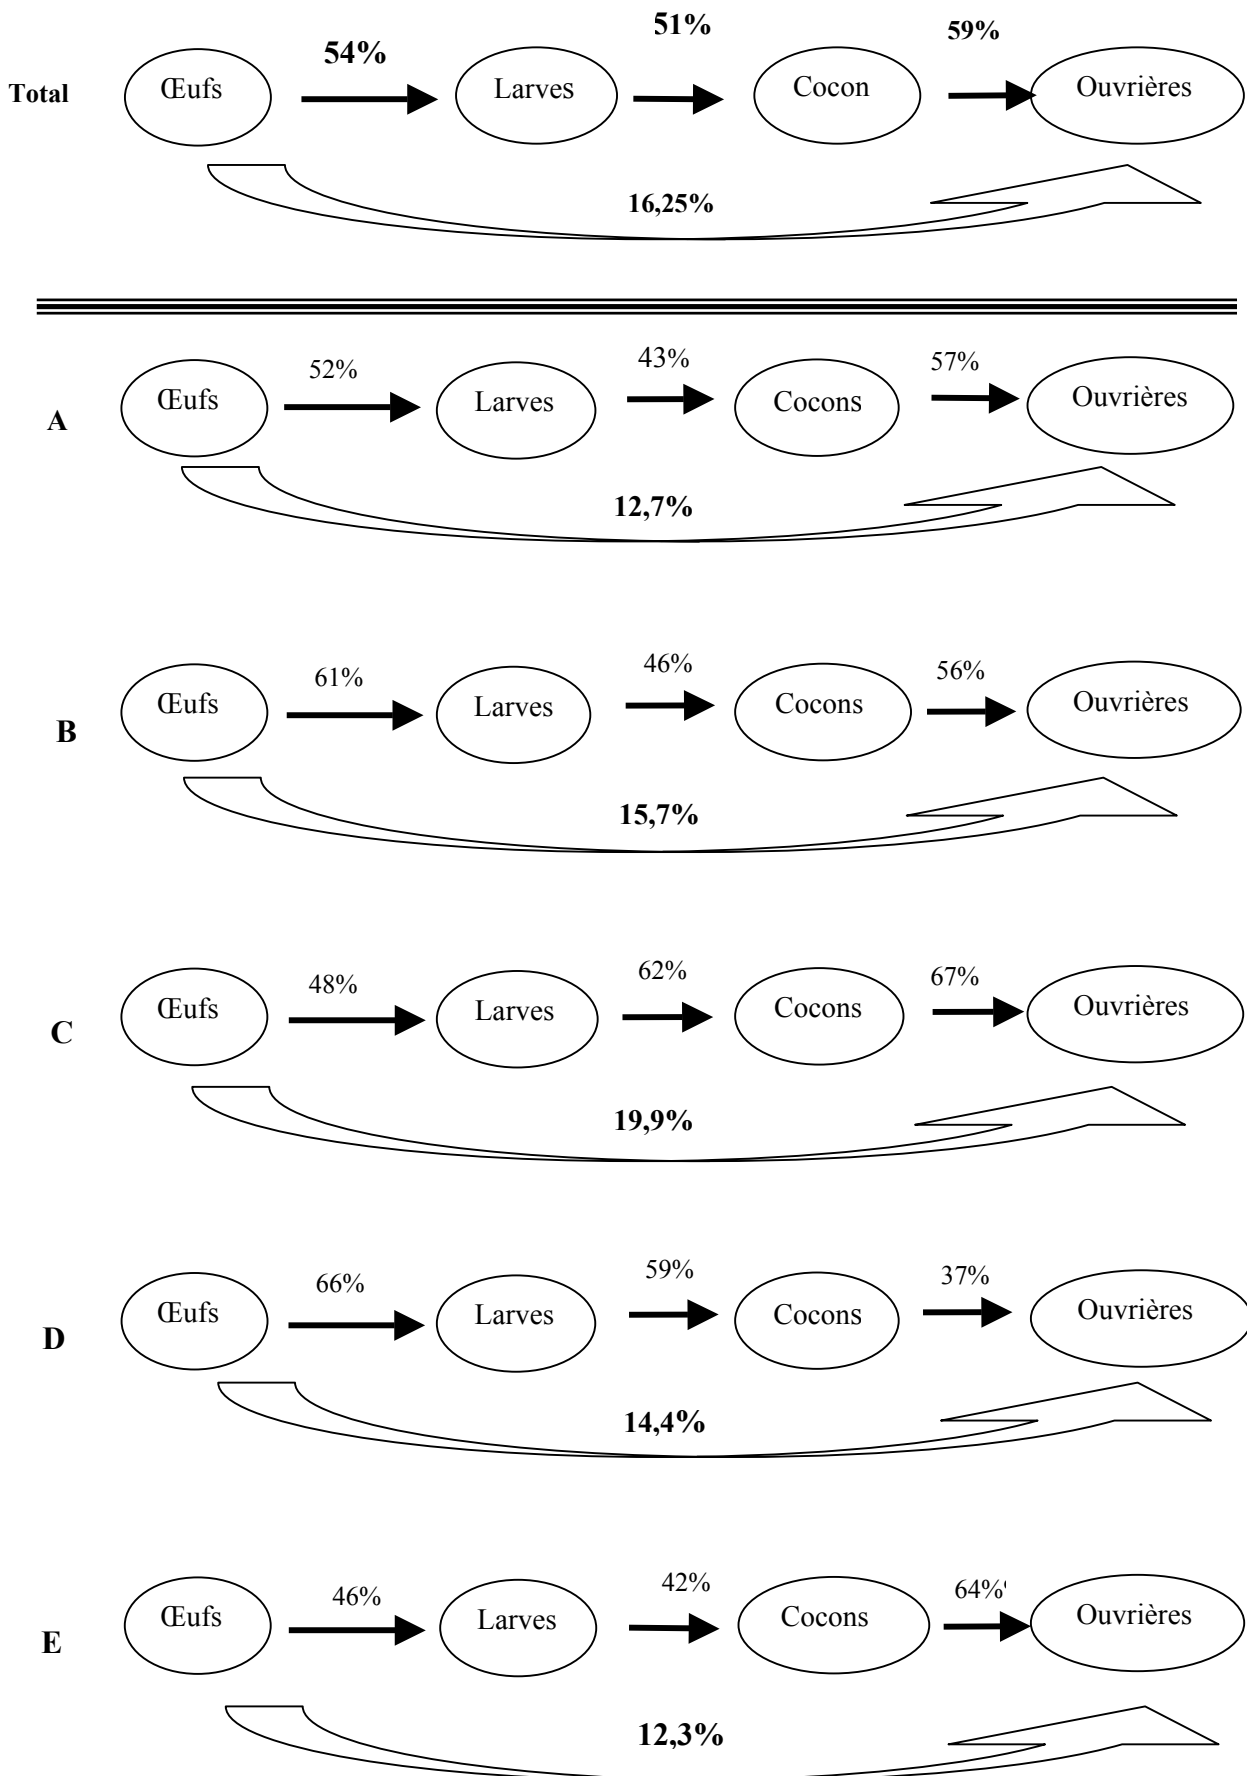 54% 51% 59%
Total Œufs Larves Cocon Ouvrières
16,25%
52% 43% 57%
A Œufs Larves Cocons Ouvrières
12,7%
61% 46% 56%
B Œufs Larves Cocons Ouvrières
15,7%
48% 62% 67%
C Œufs Larves Cocons Ouvrières
19,9%
66% 59% 37%
D Œufs Larves Cocons Ouvrières
14,4%
46% 42% 64%
E Œufs Larves Cocons Ouvrières
12,3%